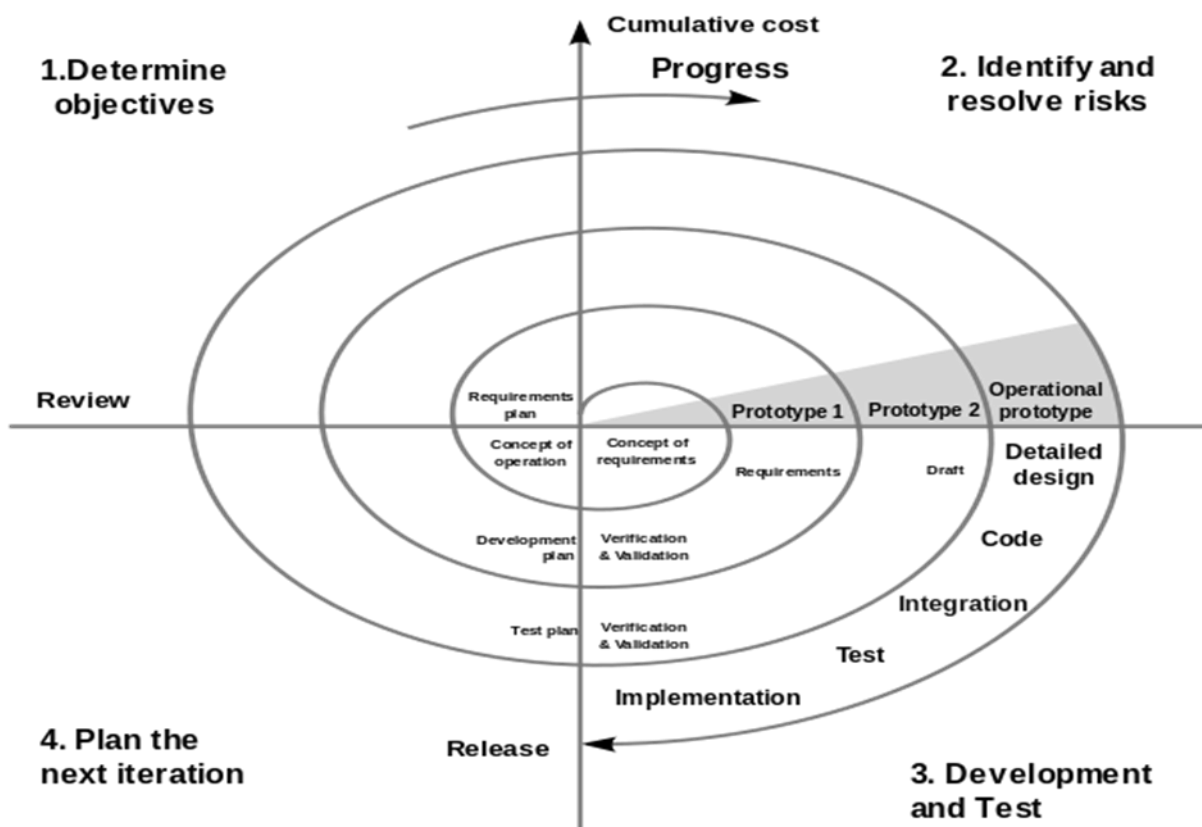 Cumulative cost
Progress
1.Determine
objectives
2. Identify and
resolve risks
Review
Requirements
plan
Prototype 1
Prototype 2
Operational
prototype
Concept of
operation
Concept of
requirements
Requirements
Draft
Detailed
design
Development
plan
Verification
& Validation
Code
Integration
Test plan
Verification
& Validation
Test
Implementation
Release
4. Plan the
next iteration
3. Development
and Test